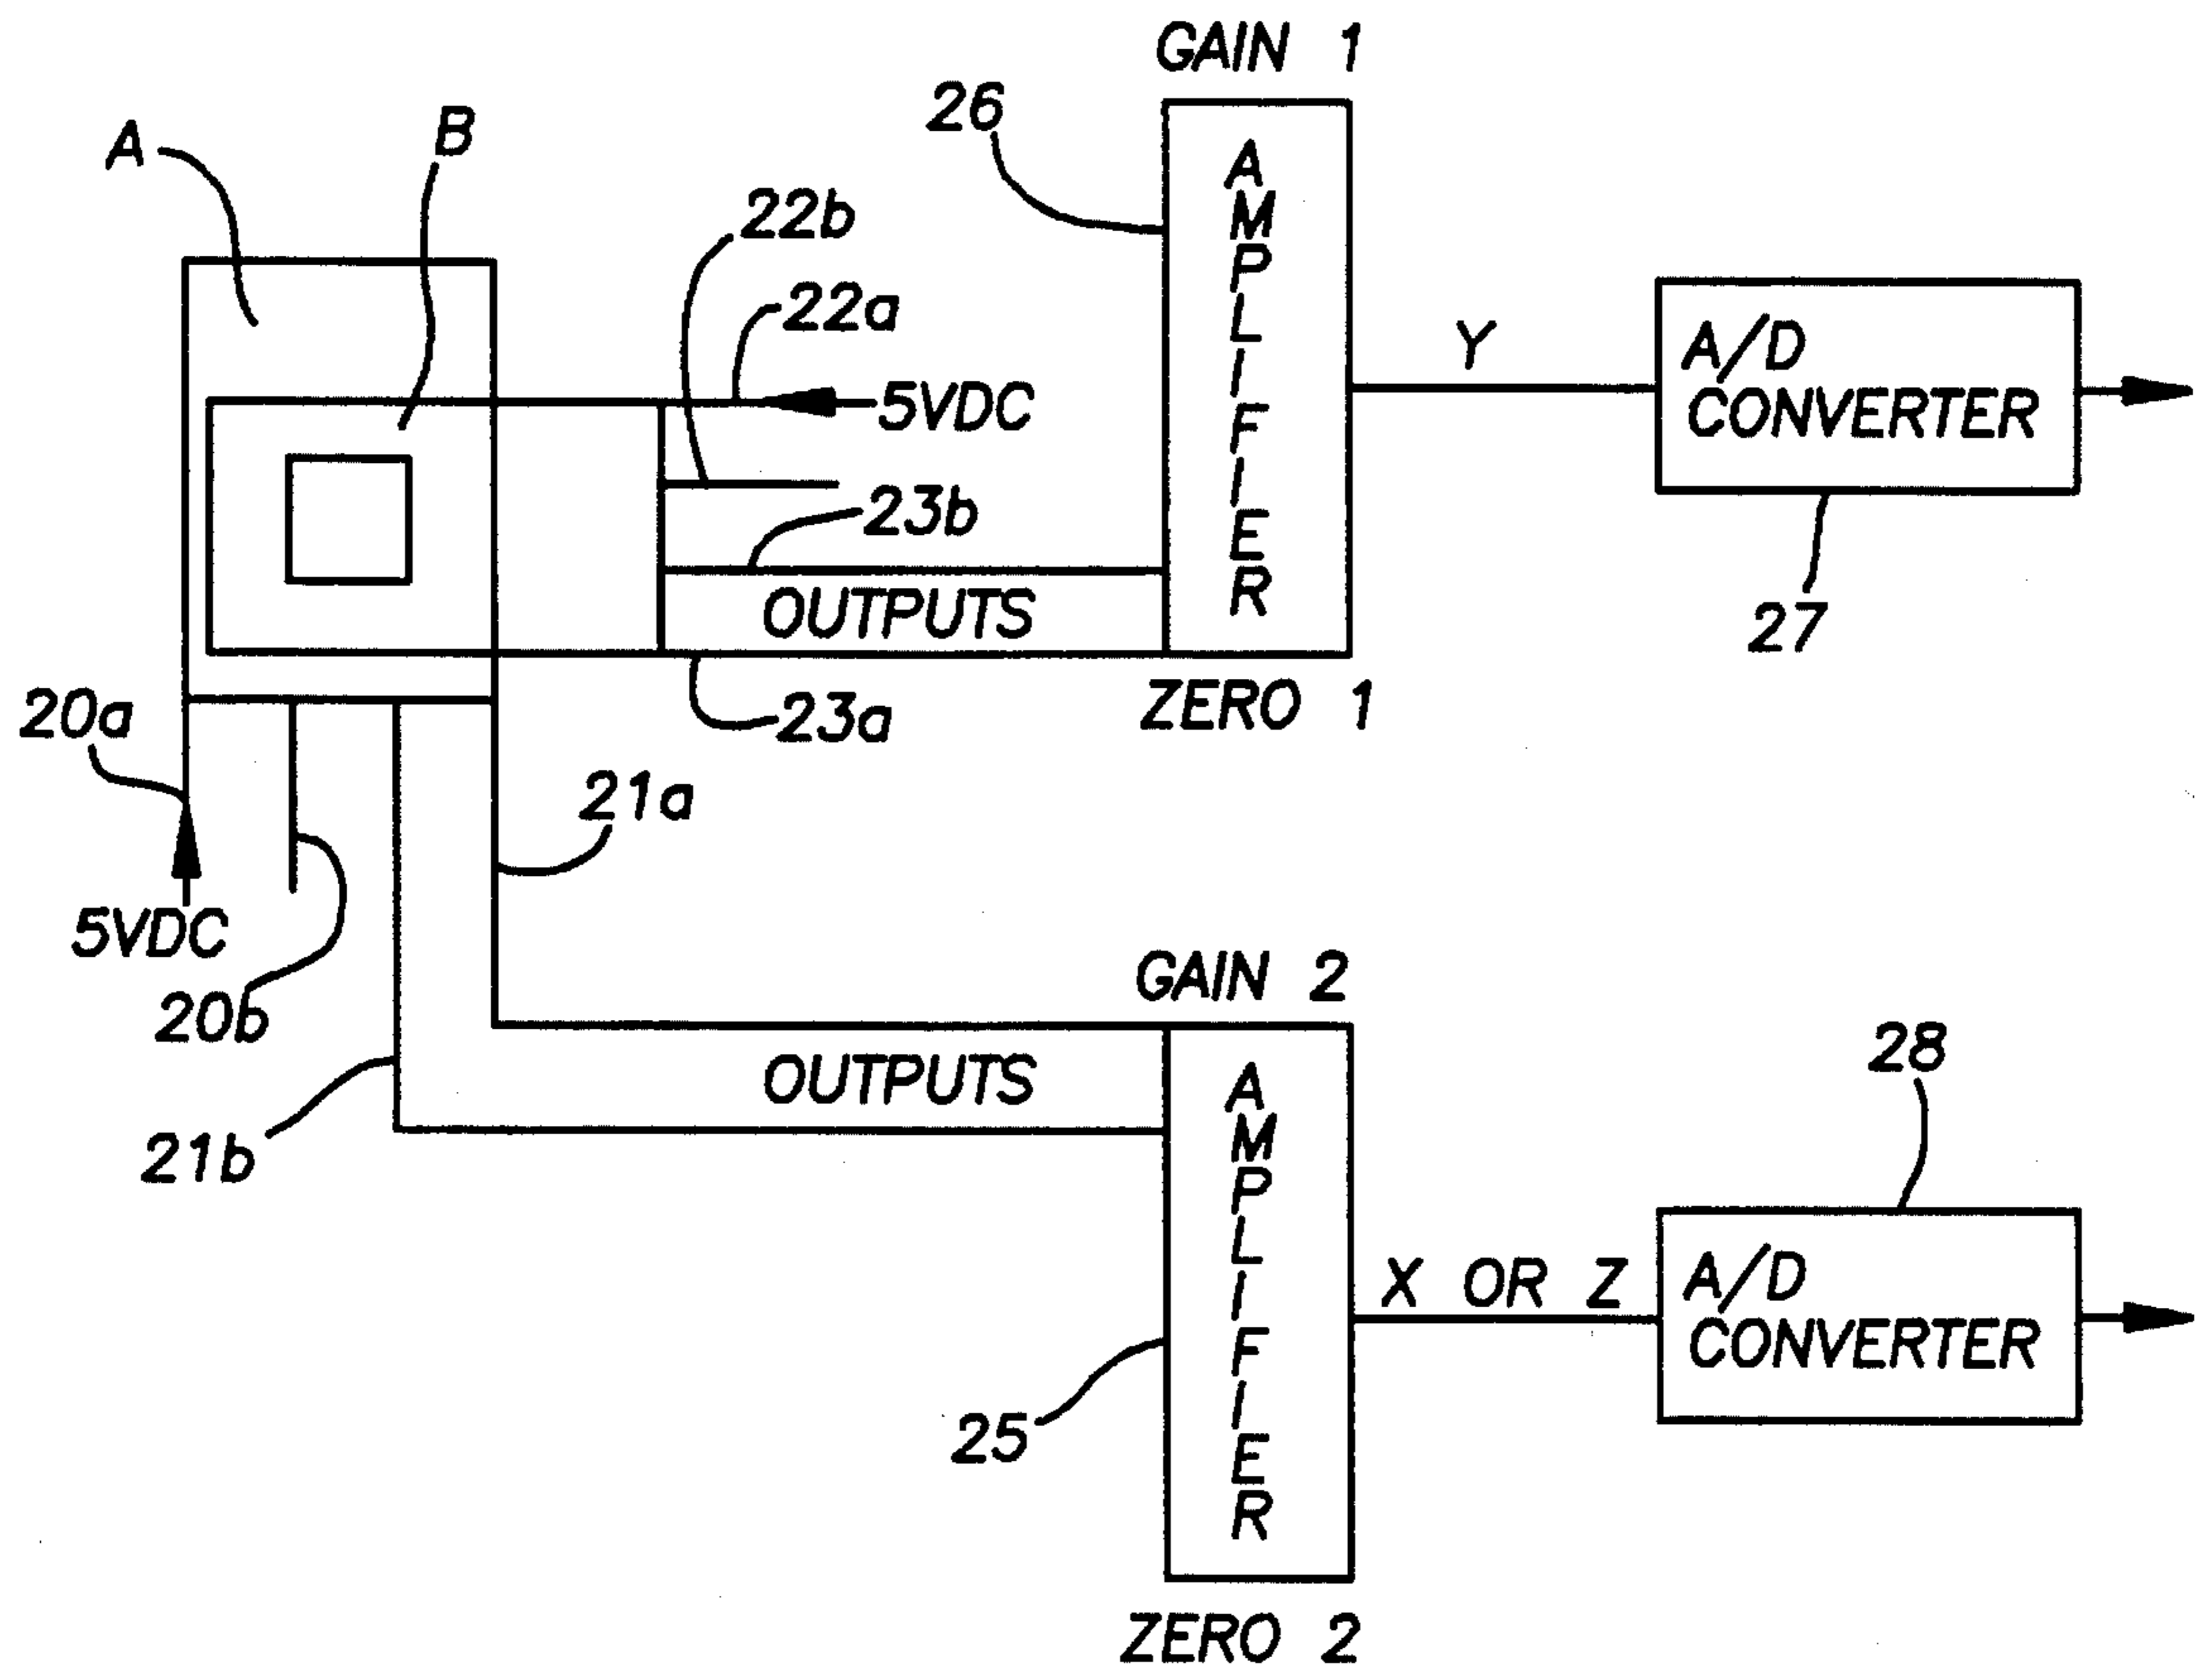 GAIN 1
26
A
B
22b
22a
5VDC
23b
OUTPUTS
23a
AMPLIFIER
ZERO 1
Y
A/D
CONVERTER
27
20a
5VDC
20b
21a
21b
GAIN 2
OUTPUTS
AMPLIFIER
25
ZERO 2
X OR Z
28
A/D
CONVERTER